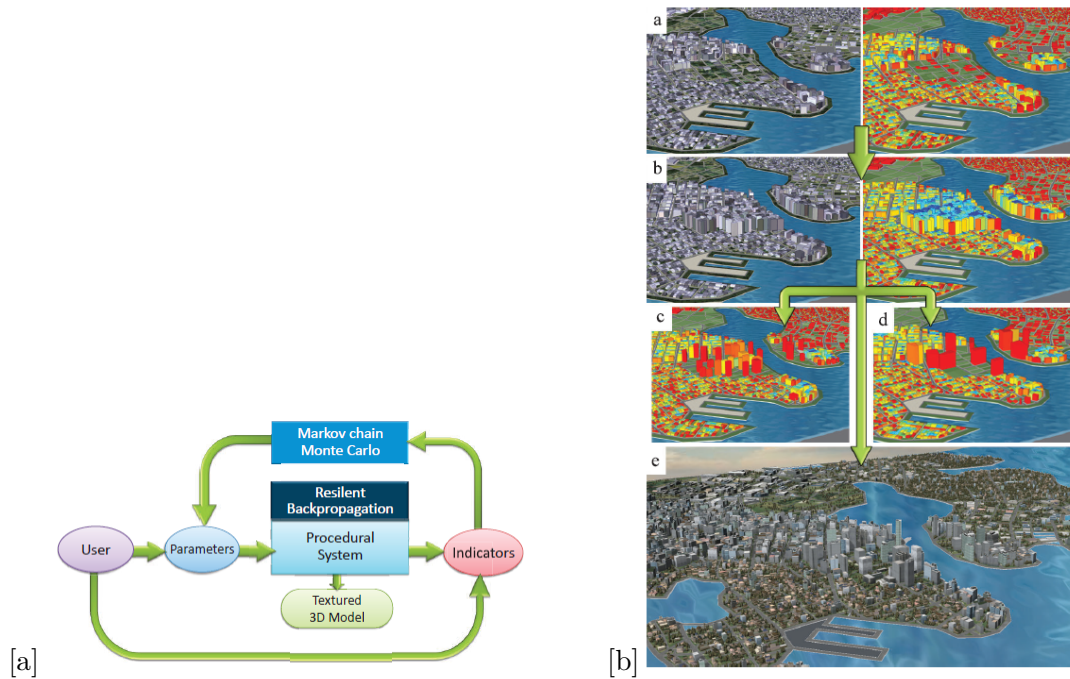 Markov chain
Monte Carlo
Resilent
Backpropagation
User
Parameters
Procedural
System
Indicators
Textured
3D Model
[a]
a
b
c
d
e
[b]